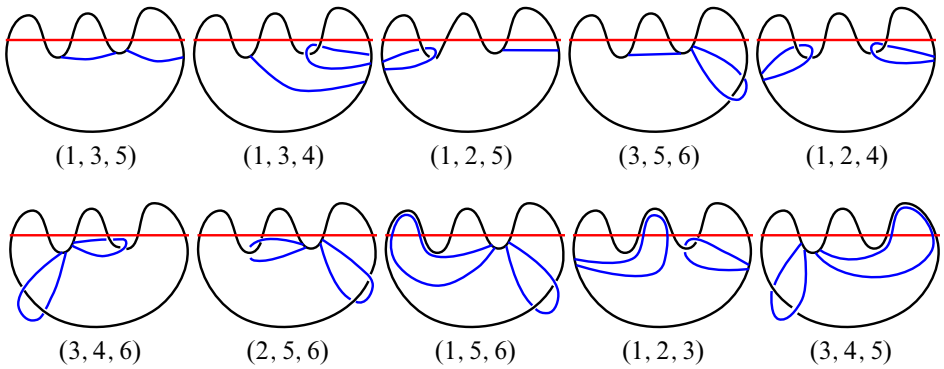 (1, 3, 5) (1, 3, 4) (1, 2, 5) (3, 5, 6) (1, 2, 4)
(3, 4, 6) (2, 5, 6) (1, 5, 6) (1, 2, 3) (3, 4, 5)